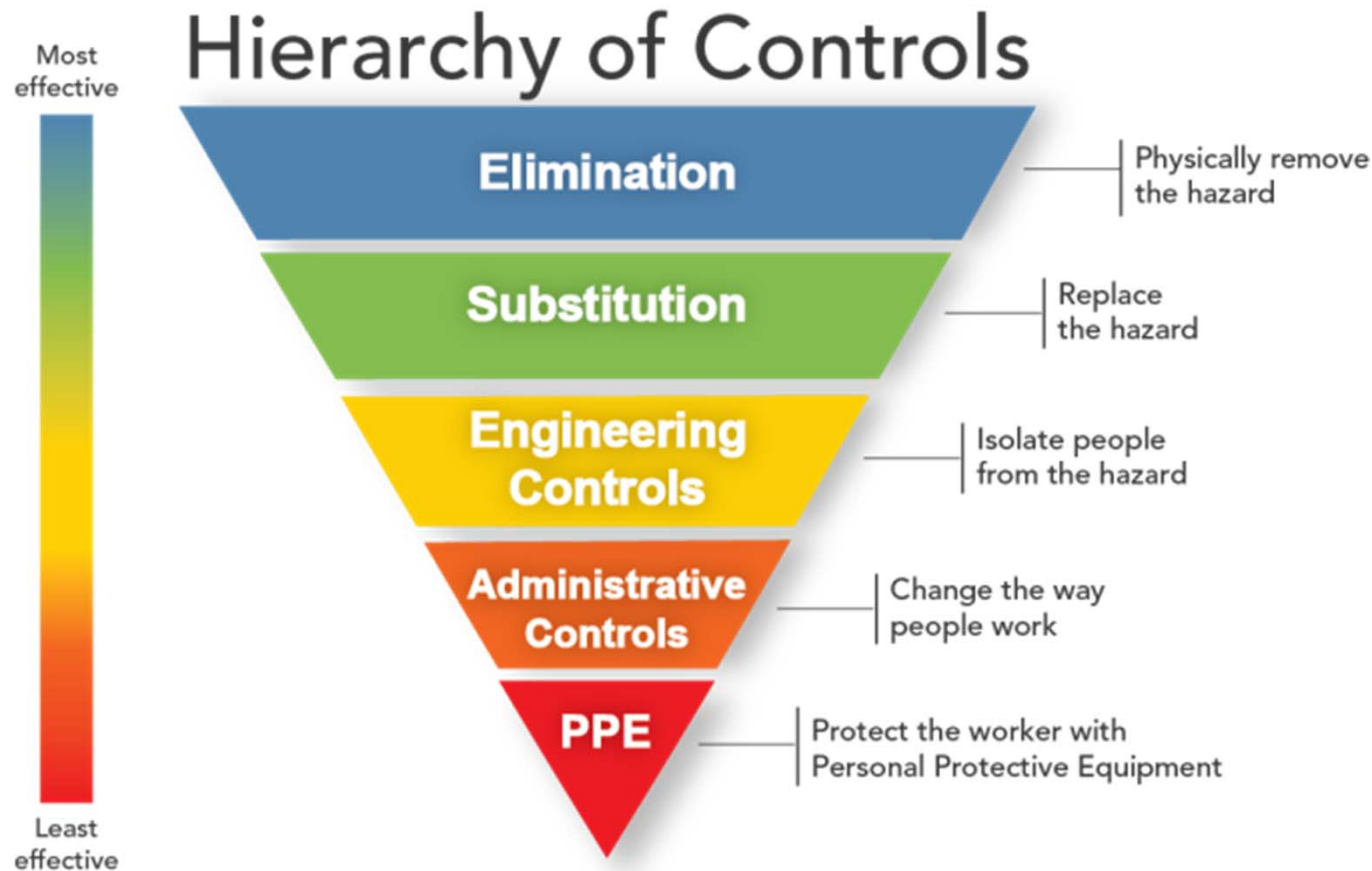 Hierarchy of Controls
Most
effective
Elimination
Physically remove
the hazard
Substitution
Replace
the hazard
Engineering
Controls
Isolate people
from the hazard
Administrative
Controls
Change the way
people work
PPE
Protect the worker with
Personal Protective Equipment
Least
effective